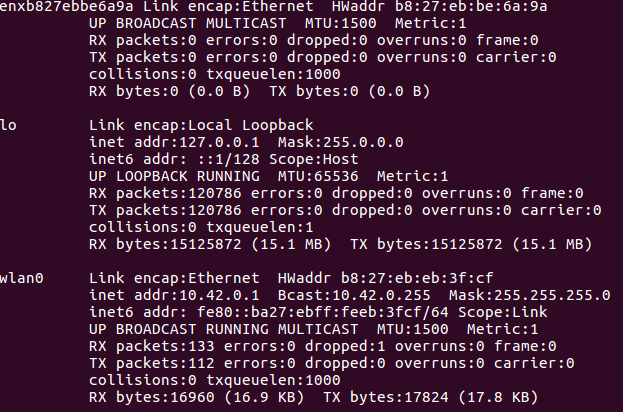 enxb827ebbe6a9a Link encap:Ethernet  HWaddr b8:27:eb:be:6a:9a
          UP BROADCAST MULTICAST  MTU:1500  Metric:1
          RX packets:0 errors:0 dropped:0 overruns:0 frame:0
          TX packets:0 errors:0 dropped:0 overruns:0 carrier:0
          collisions:0 txqueuelen:1000
          RX bytes:0 (0.0 B)  TX bytes:0 (0.0 B)

lo        Link encap:Local Loopback
          inet addr:127.0.0.1  Mask:255.0.0.0
          inet6 addr: ::1/128 Scope:Host
          UP LOOPBACK RUNNING  MTU:65536  Metric:1
          RX packets:120786 errors:0 dropped:0 overruns:0 frame:0
          TX packets:120786 errors:0 dropped:0 overruns:0 carrier:0
          collisions:0 txqueuelen:1
          RX bytes:15125872 (15.1 MB)  TX bytes:15125872 (15.1 MB)

wlan0     Link encap:Ethernet  HWaddr b8:27:eb:eb:3f:cf
          inet addr:10.42.0.1  Bcast:10.42.0.255  Mask:255.255.255.0
          inet6 addr: fe80::ba27:ebff:feeb:3fcf/64 Scope:Link
          UP BROADCAST RUNNING MULTICAST  MTU:1500  Metric:1
          RX packets:133 errors:0 dropped:1 overruns:0 frame:0
          TX packets:112 errors:0 dropped:0 overruns:0 carrier:0
          collisions:0 txqueuelen:1000
          RX bytes:16960 (16.9 KB)  TX bytes:17824 (17.8 KB)